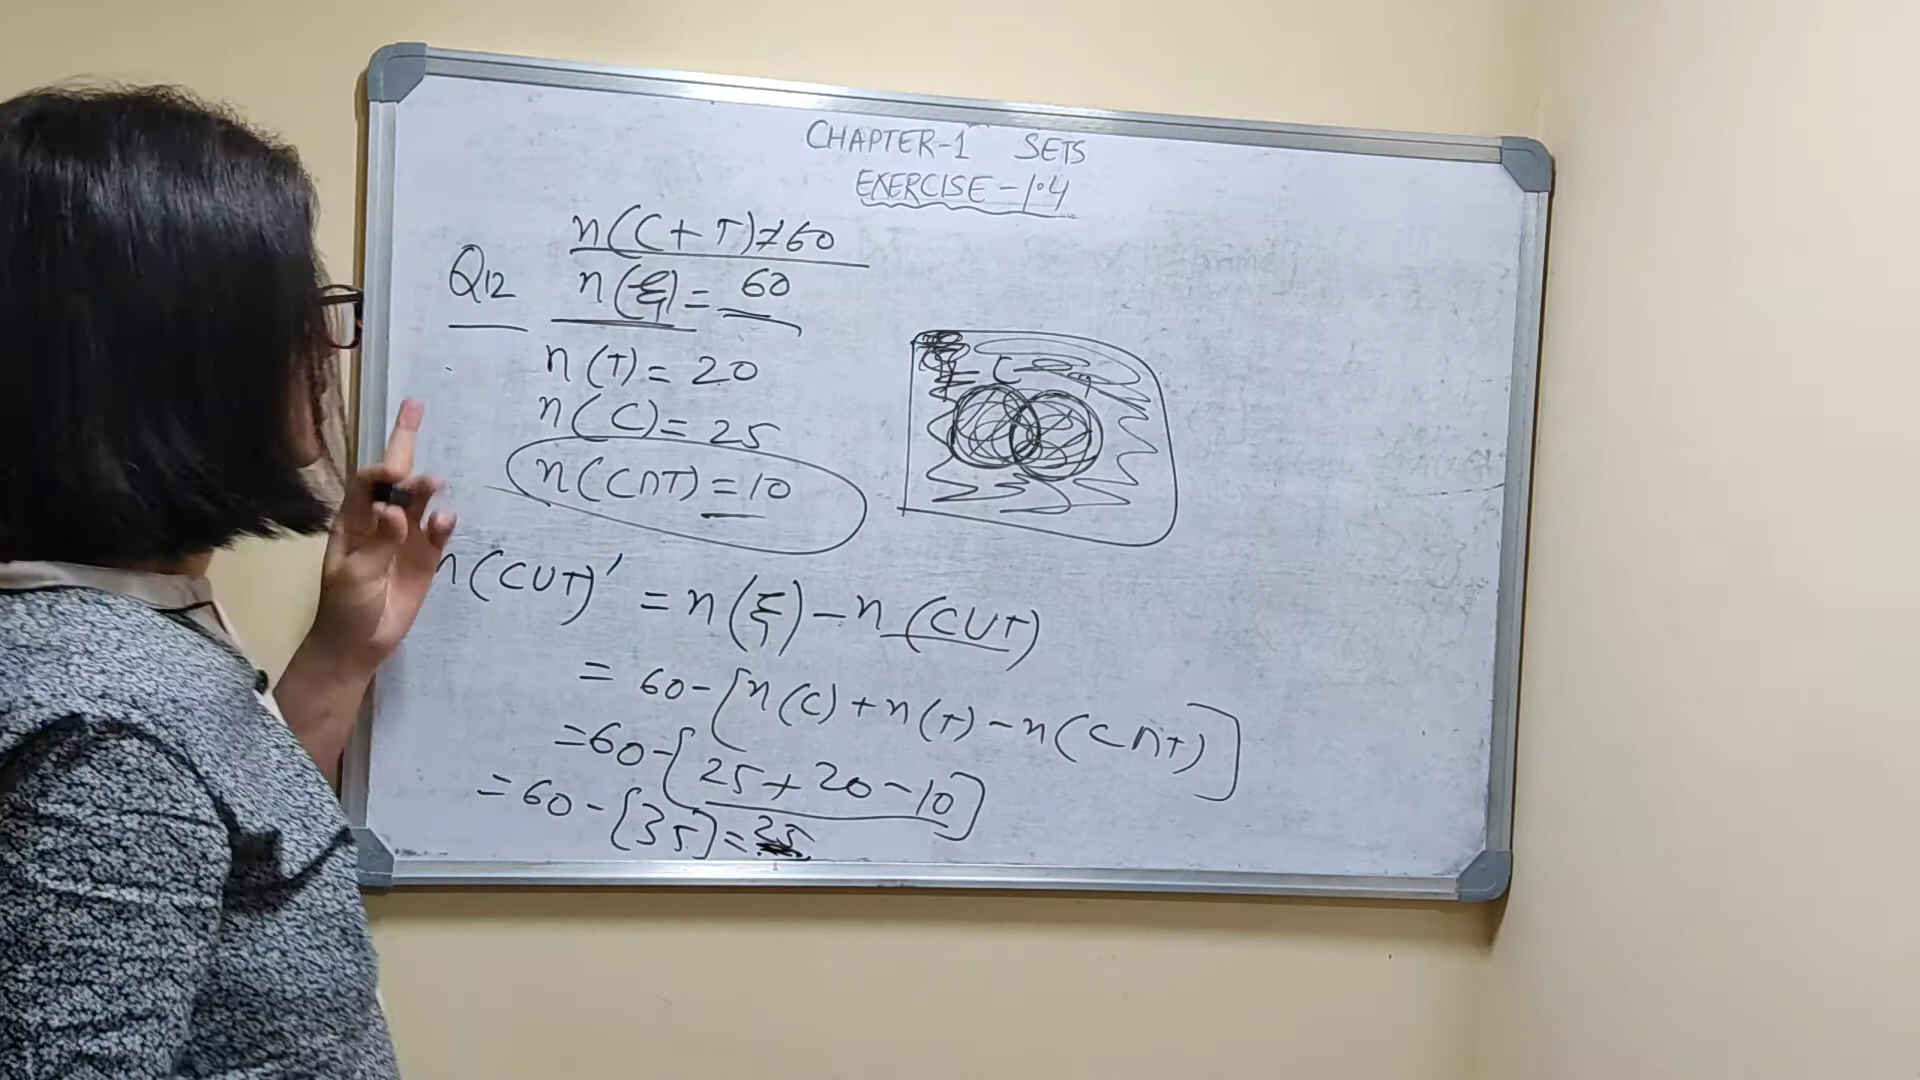 CHAPTER-1 SETS
EXERCISE-1.4
n(C+T)≠60
Q12 n(ξ)= 60
n(T)= 20
n(C)= 25
n(C∩T)=10
C T
n(C∪T)' = n(ξ)-n(C∪T)
= 60-[n(C)+n(T)-n(C∩T)]
=60-[25+20-10]
=60-[35]=25